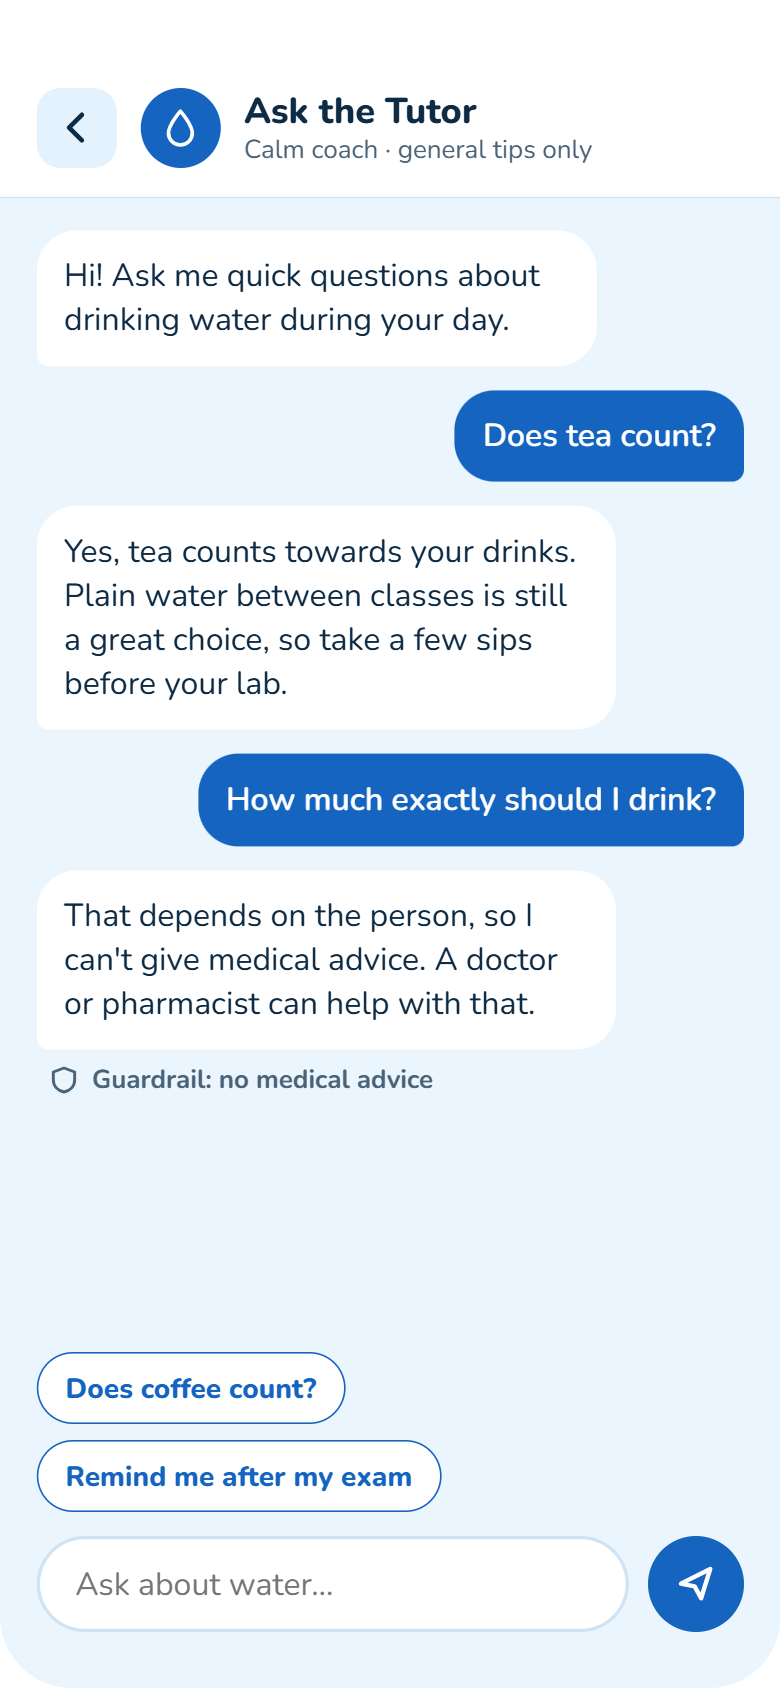 Ask the Tutor
Calm coach · general tips only
Hi! Ask me quick questions about
drinking water during your day.
Does tea count?
Yes, tea counts towards your drinks.
Plain water between classes is still
a great choice, so take a few sips
before your lab.
How much exactly should I drink?
That depends on the person, so I
can't give medical advice. A doctor
or pharmacist can help with that.
Guardrail: no medical advice
Does coffee count?
Remind me after my exam
Ask about water...